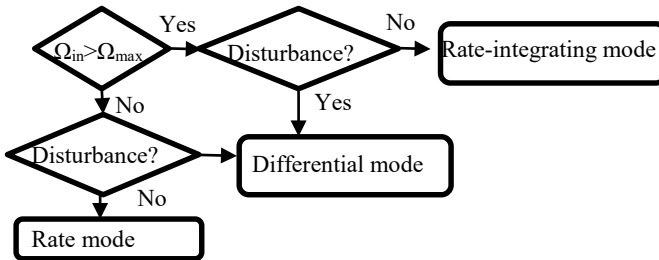 Yes
No
Ωin>Ωmax
Disturbance?
Rate-integrating mode
No
Yes
Disturbance?
Differential mode
No
Rate mode